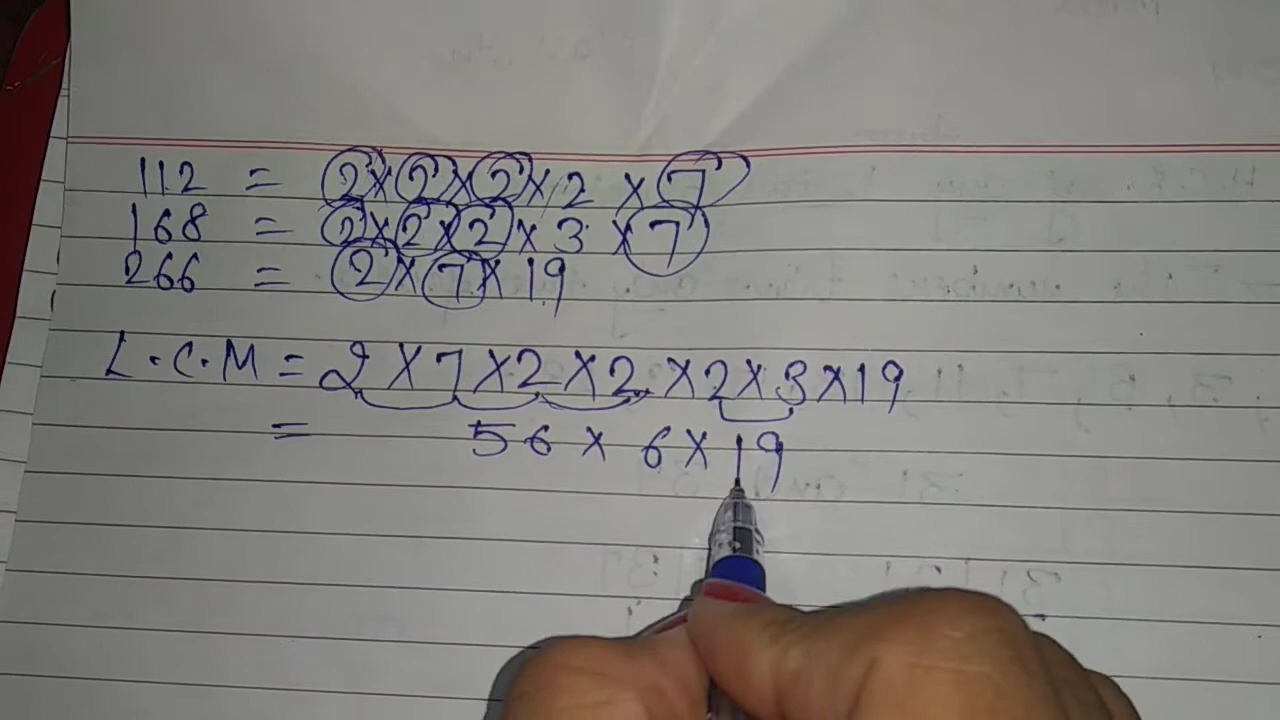 112 = 2 × 2 × 2 × 2 × 7
168 = 2 × 2 × 2 × 3 × 7
266 = 2 × 7 × 19
L.C.M = 2 × 7 × 2 × 2 × 2 × 3 × 19
= 56 × 6 × 19